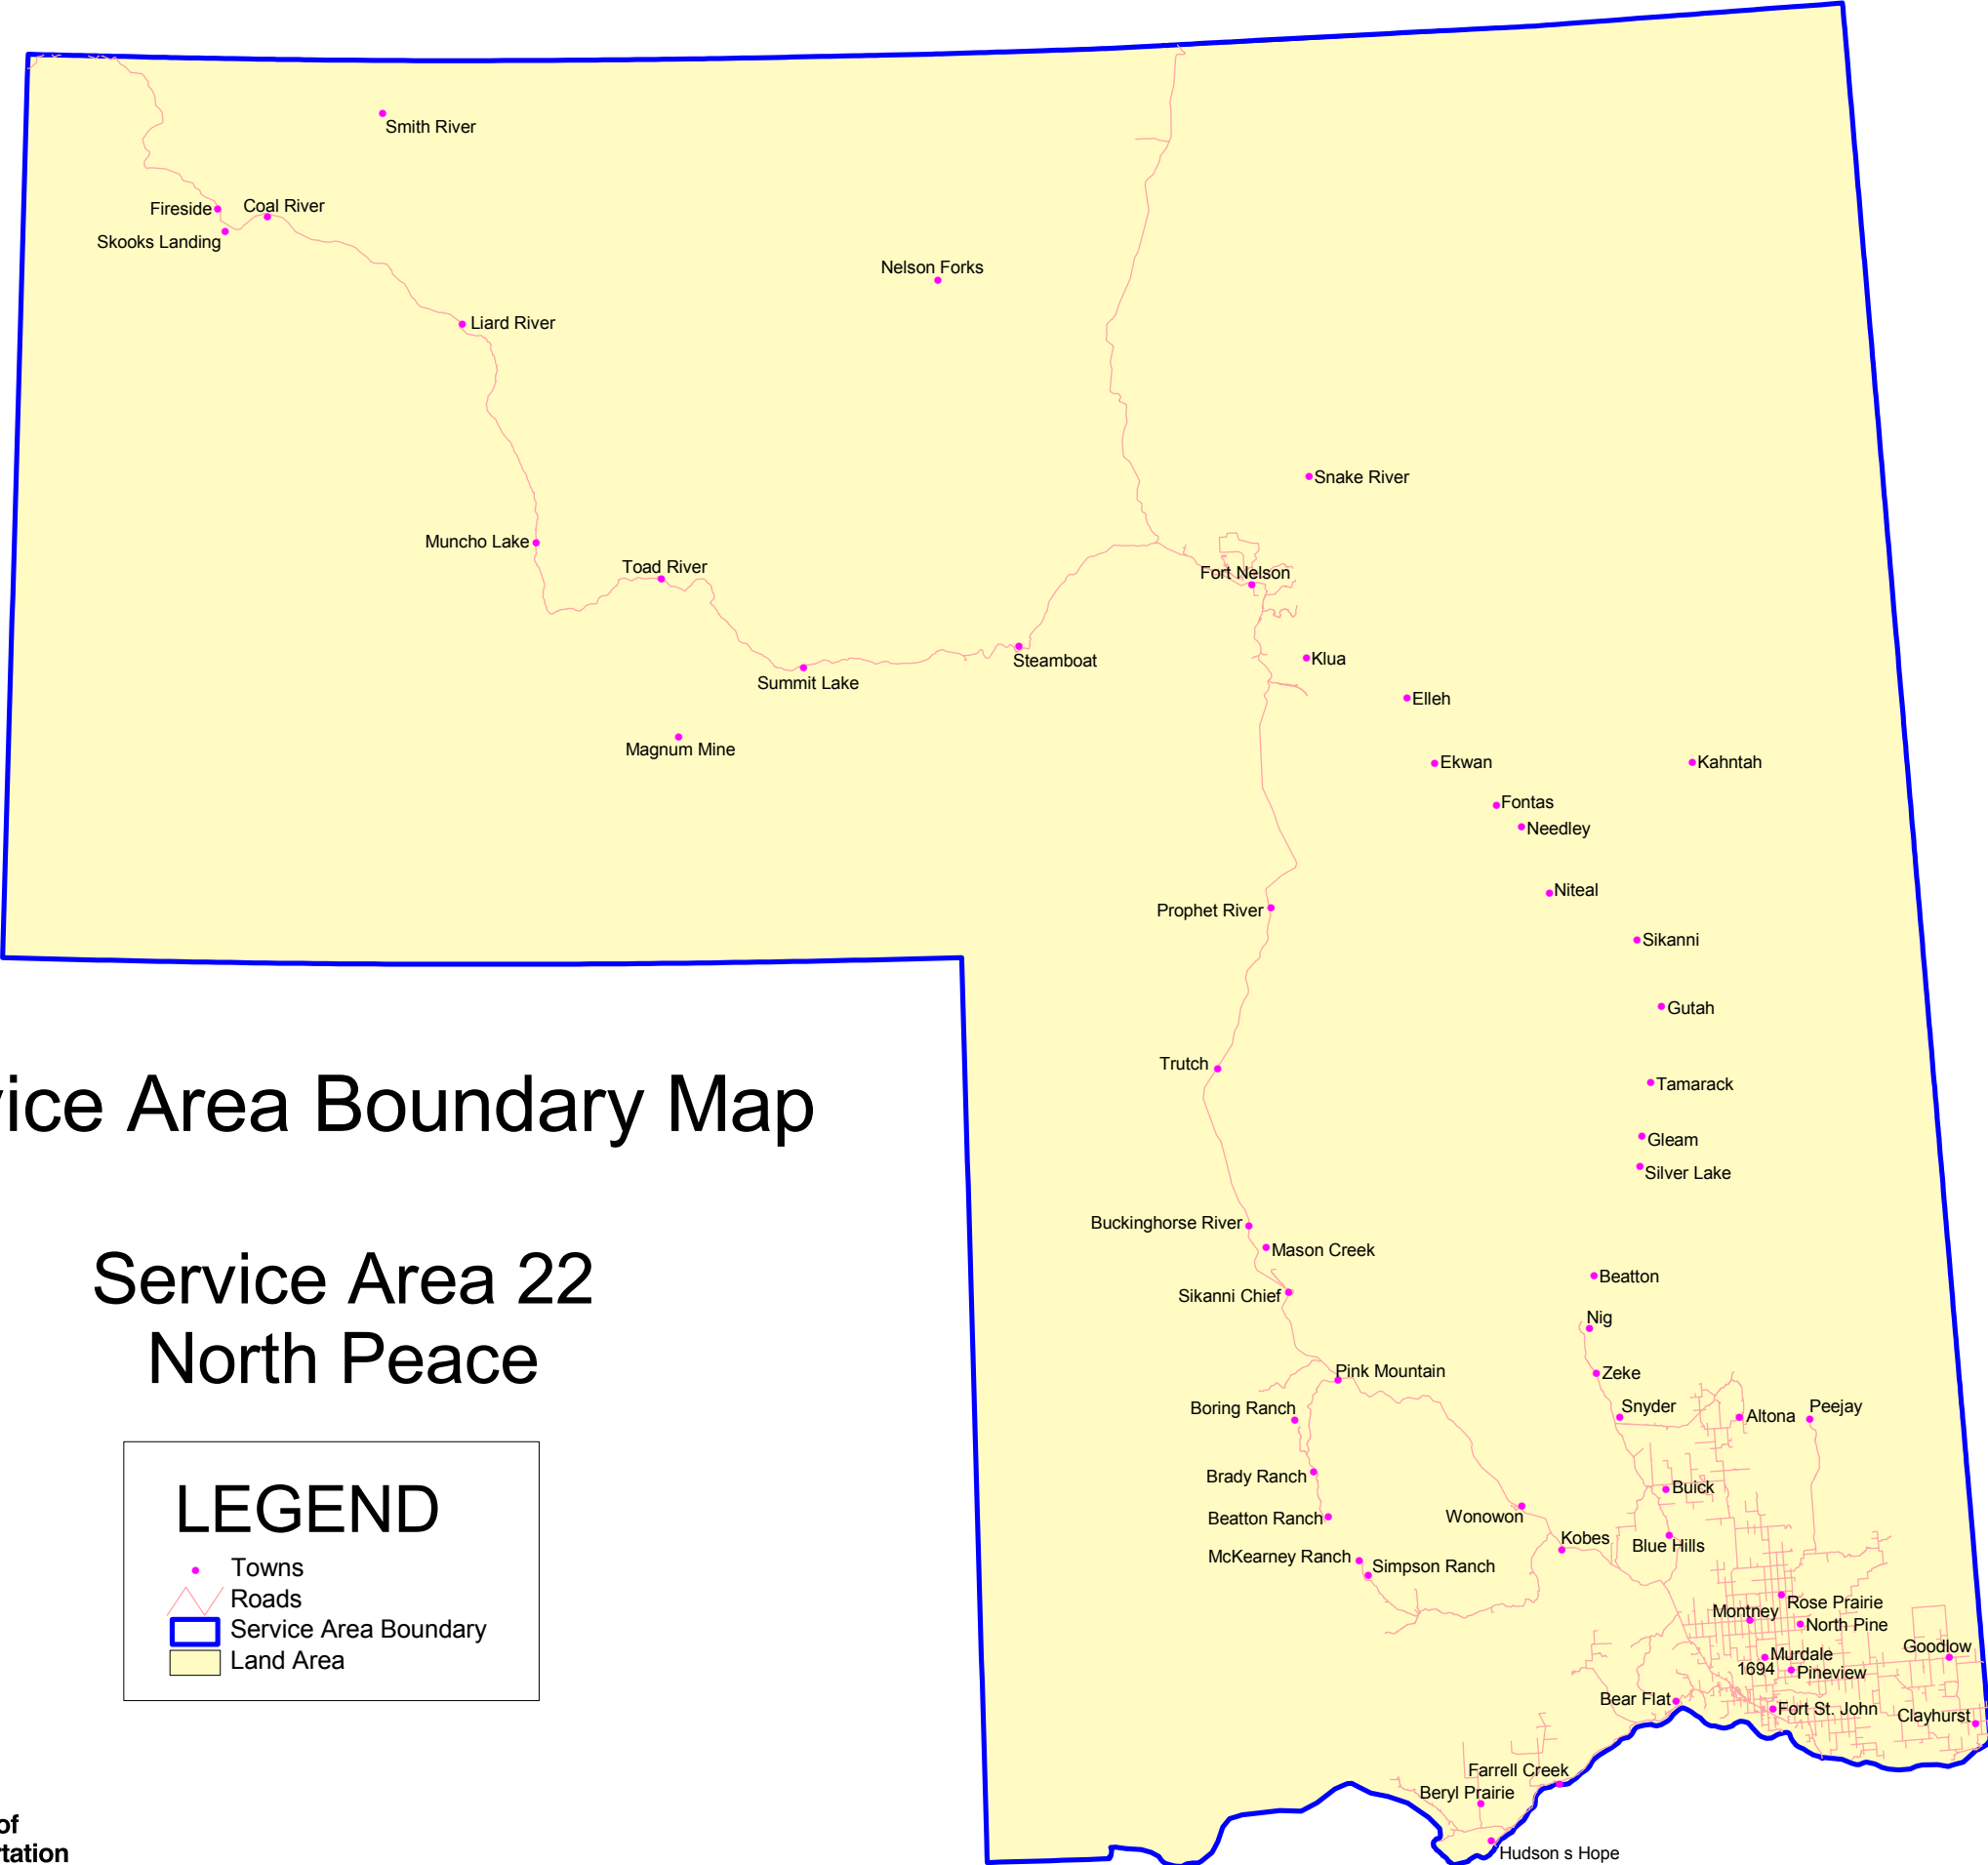 Smith River
Fireside
Coal River
Skooks Landing
Nelson Forks
Liard River
Snake River
Muncho Lake
Toad River
Fort Nelson
Steamboat
Klua
Summit Lake
Elleh
Magnum Mine
Ekwan
Kahntah
Fontas
Needley
Niteal
Prophet River
Sikanni
Gutah
Trutch
Tamarack
vice Area Boundary Map
Gleam
Silver Lake
Buckinghorse River
Mason Creek
Service Area 22
Beatton
Sikanni Chief
Nig
North Peace
Pink Mountain
Zeke
Boring Ranch
Snyder
Altona
Peejay
Brady Ranch
Buick
LEGEND
Beatton Ranch
Wonowon
Kobes
Blue Hills
McKearney Ranch
Simpson Ranch
Towns
Roads
Rose Prairie
Montney
North Pine
Service Area Boundary
Goodlow
Murdale
Land Area
1694
Pineview
Bear Flat
Fort St. John
Clayhurst
Farrell Creek
Beryl Prairie
of
rtation
Hudson s Hope